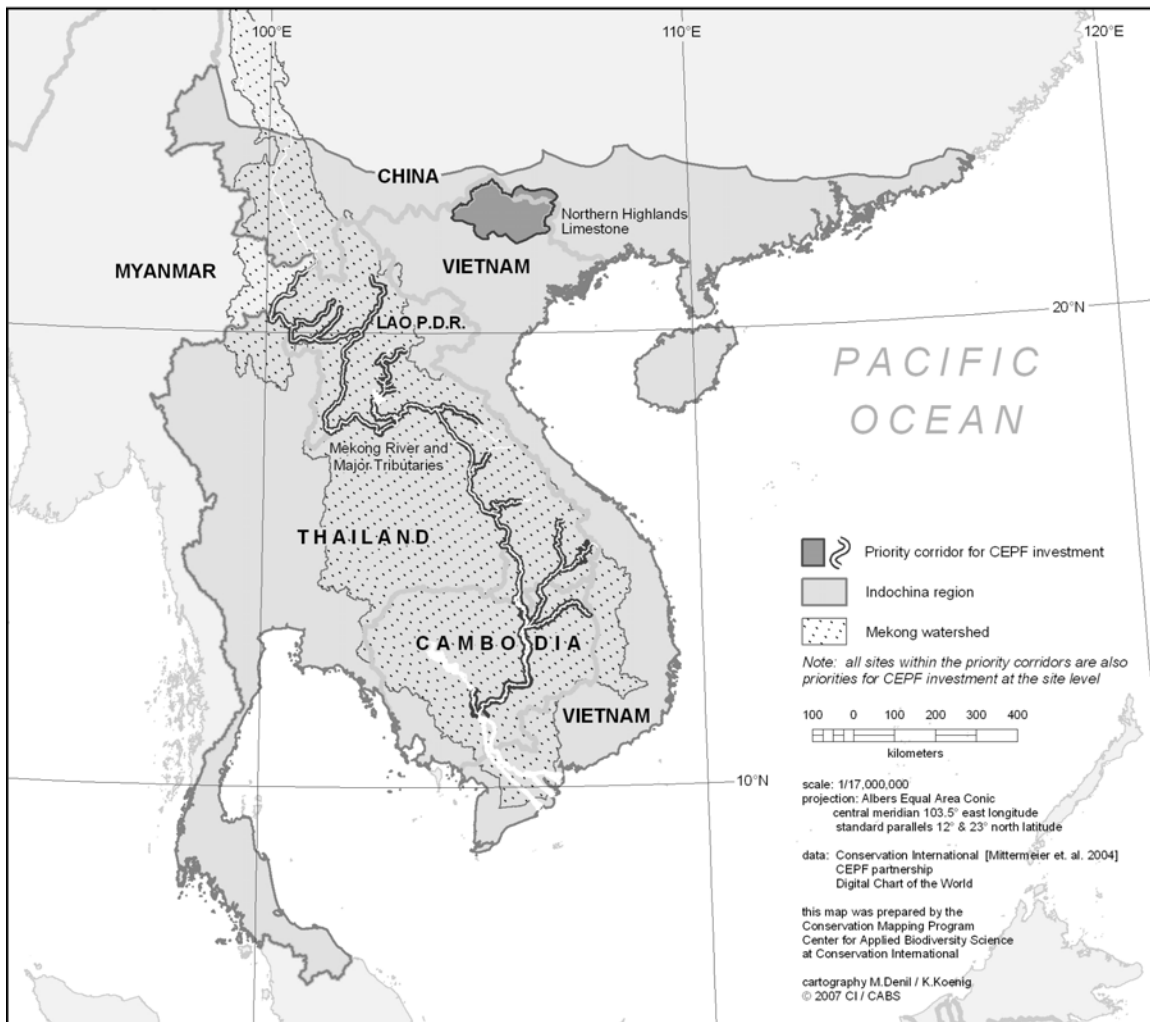 100°E
110°E
120°E
CHINA
Northern Highlands
Limestone
MYANMAR
VIETNAM
20°N
LAO P.D.R.
PACIFIC
OCEAN
Mekong River and
Major Tributaries
THAILAND
Priority corridor for CEPF investment
Indochina region
Mekong watershed
CAMBODIA
Note: all sites within the priority corridors are also
priorities for CEPF investment at the site level
VIETNAM
100 0 100 200 300 400
kilometers
10°N
scale: 1/17,000,000
projection: Albers Equal Area Conic
central meridian 103.5° east longitude
standard parallels 12° & 23° north latitude
data: Conservation International [Mittermeier et. al. 2004]
CEPF partnership
Digital Chart of the World
this map was prepared by the
Conservation Mapping Program
Center for Applied Biodiversity Science
at Conservation International
cartography M.Denil / K.Koenig
© 2007 CI / CABS